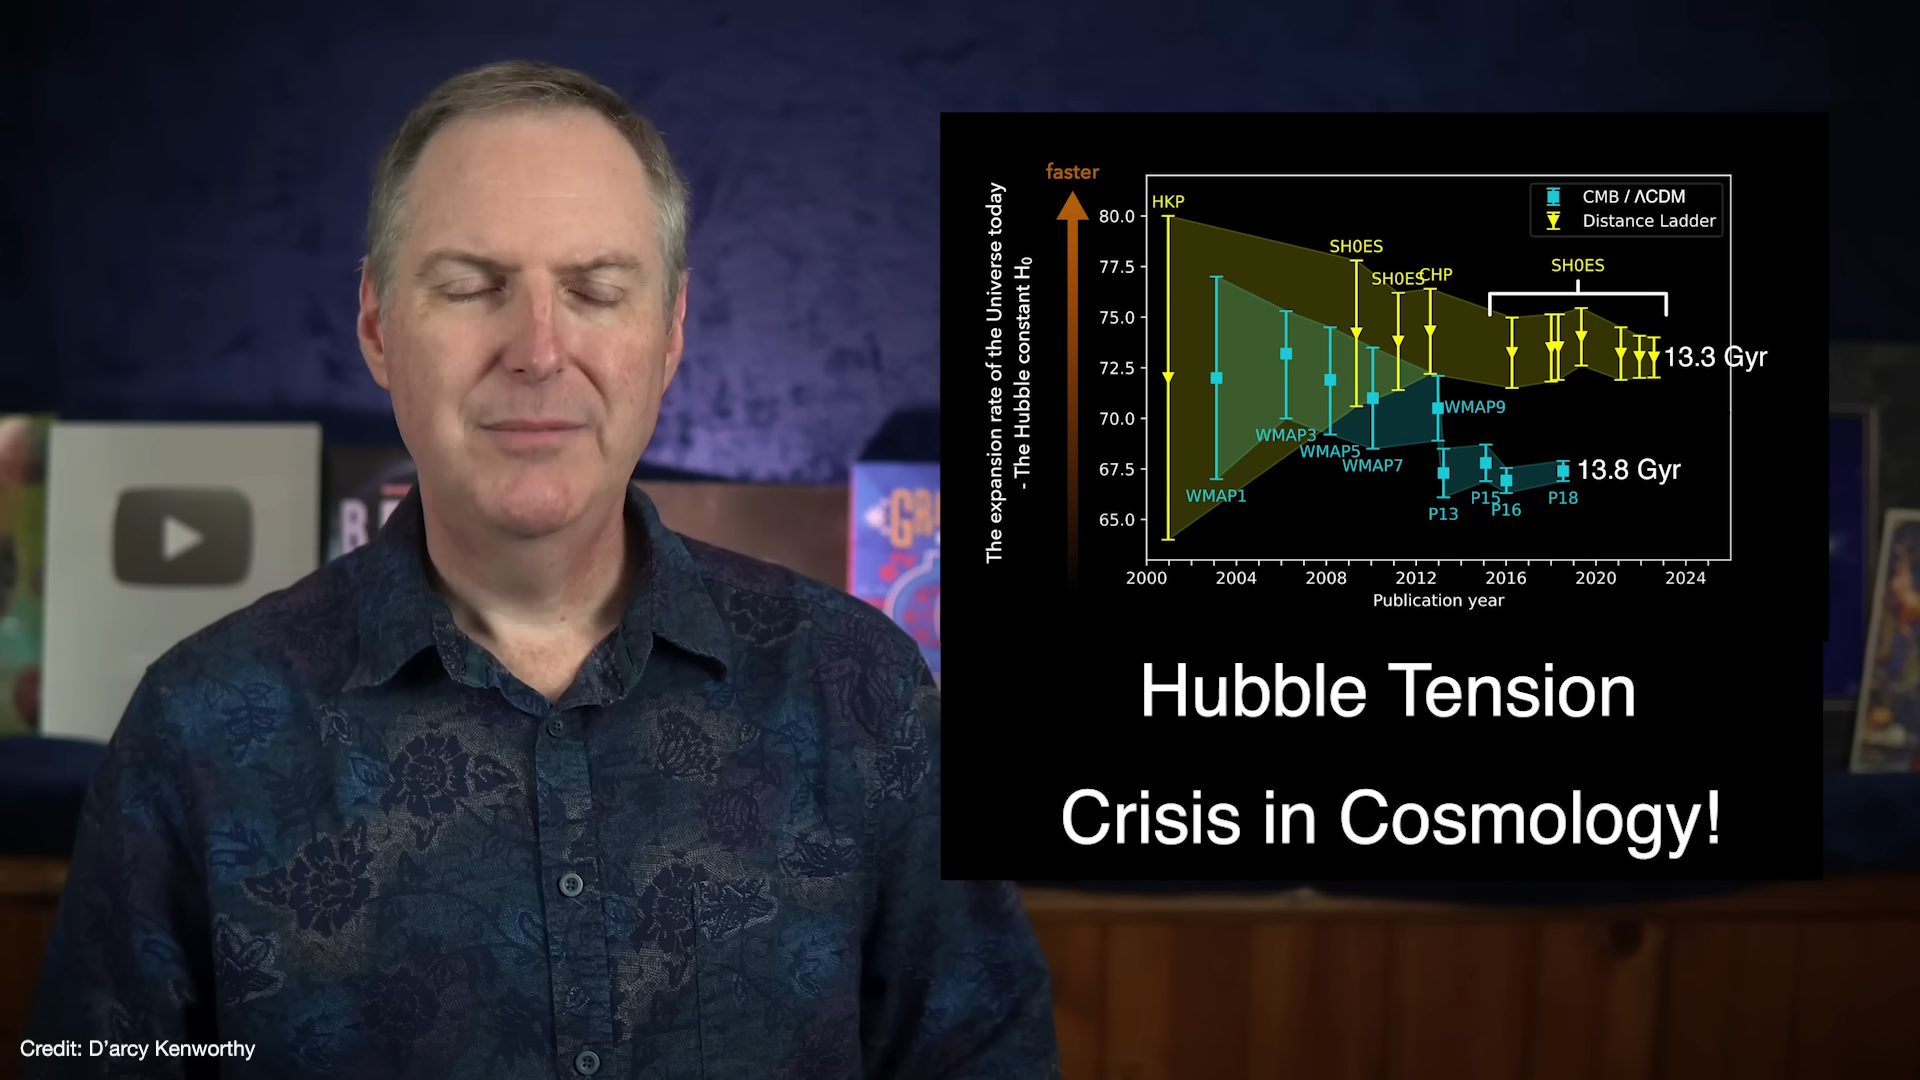 faster
The expansion rate of the Universe today
- The Hubble constant H₀
HKP
80.0
77.5
75.0
72.5
70.0
67.5
65.0
CMB / ΛCDM
Distance Ladder
SH0ES
SH0ES
CHP
SH0ES
13.3 Gyr
WMAP9
WMAP3
WMAP5
WMAP7
13.8 Gyr
WMAP1
P15
P16
P18
P13
2000
2004
2008
2012
2016
2020
2024
Publication year
Hubble Tension
Crisis in Cosmology!
Credit: D’arcy Kenworthy